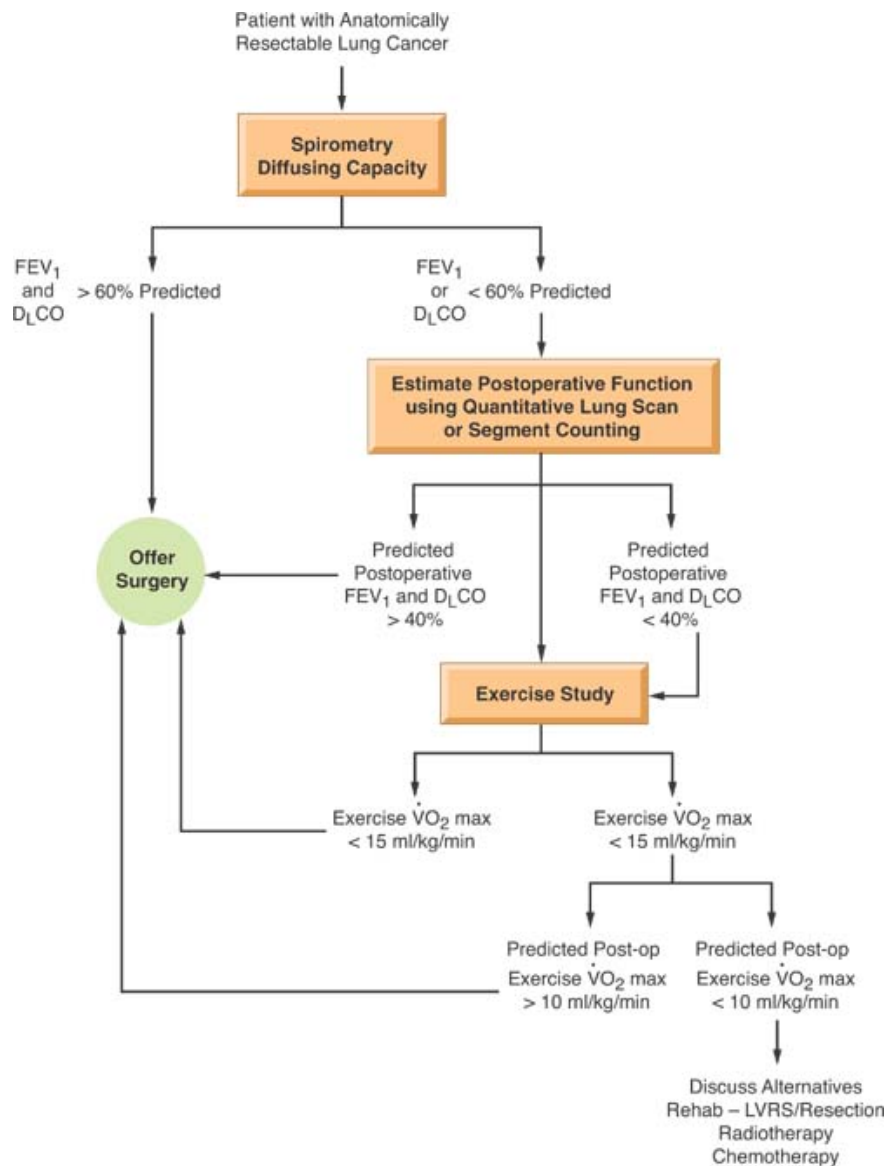 Patient with Anatomically
Resectable Lung Cancer
Spirometry
Diffusing Capacity
FEV1
and > 60% Predicted
DLCO
FEV1
or < 60% Predicted
DLCO
Estimate Postoperative Function
using Quantitative Lung Scan
or Segment Counting
Offer
Surgery
Predicted
Postoperative
FEV1 and DLCO
> 40%
Predicted
Postoperative
FEV1 and DLCO
< 40%
Exercise Study
Exercise V̇O2 max
< 15 ml/kg/min
Exercise V̇O2 max
< 15 ml/kg/min
Predicted Post-op
Exercise V̇O2 max
> 10 ml/kg/min
Predicted Post-op
Exercise V̇O2 max
< 10 ml/kg/min
Discuss Alternatives
Rehab – LVRS/Resection
Radiotherapy
Chemotherapy